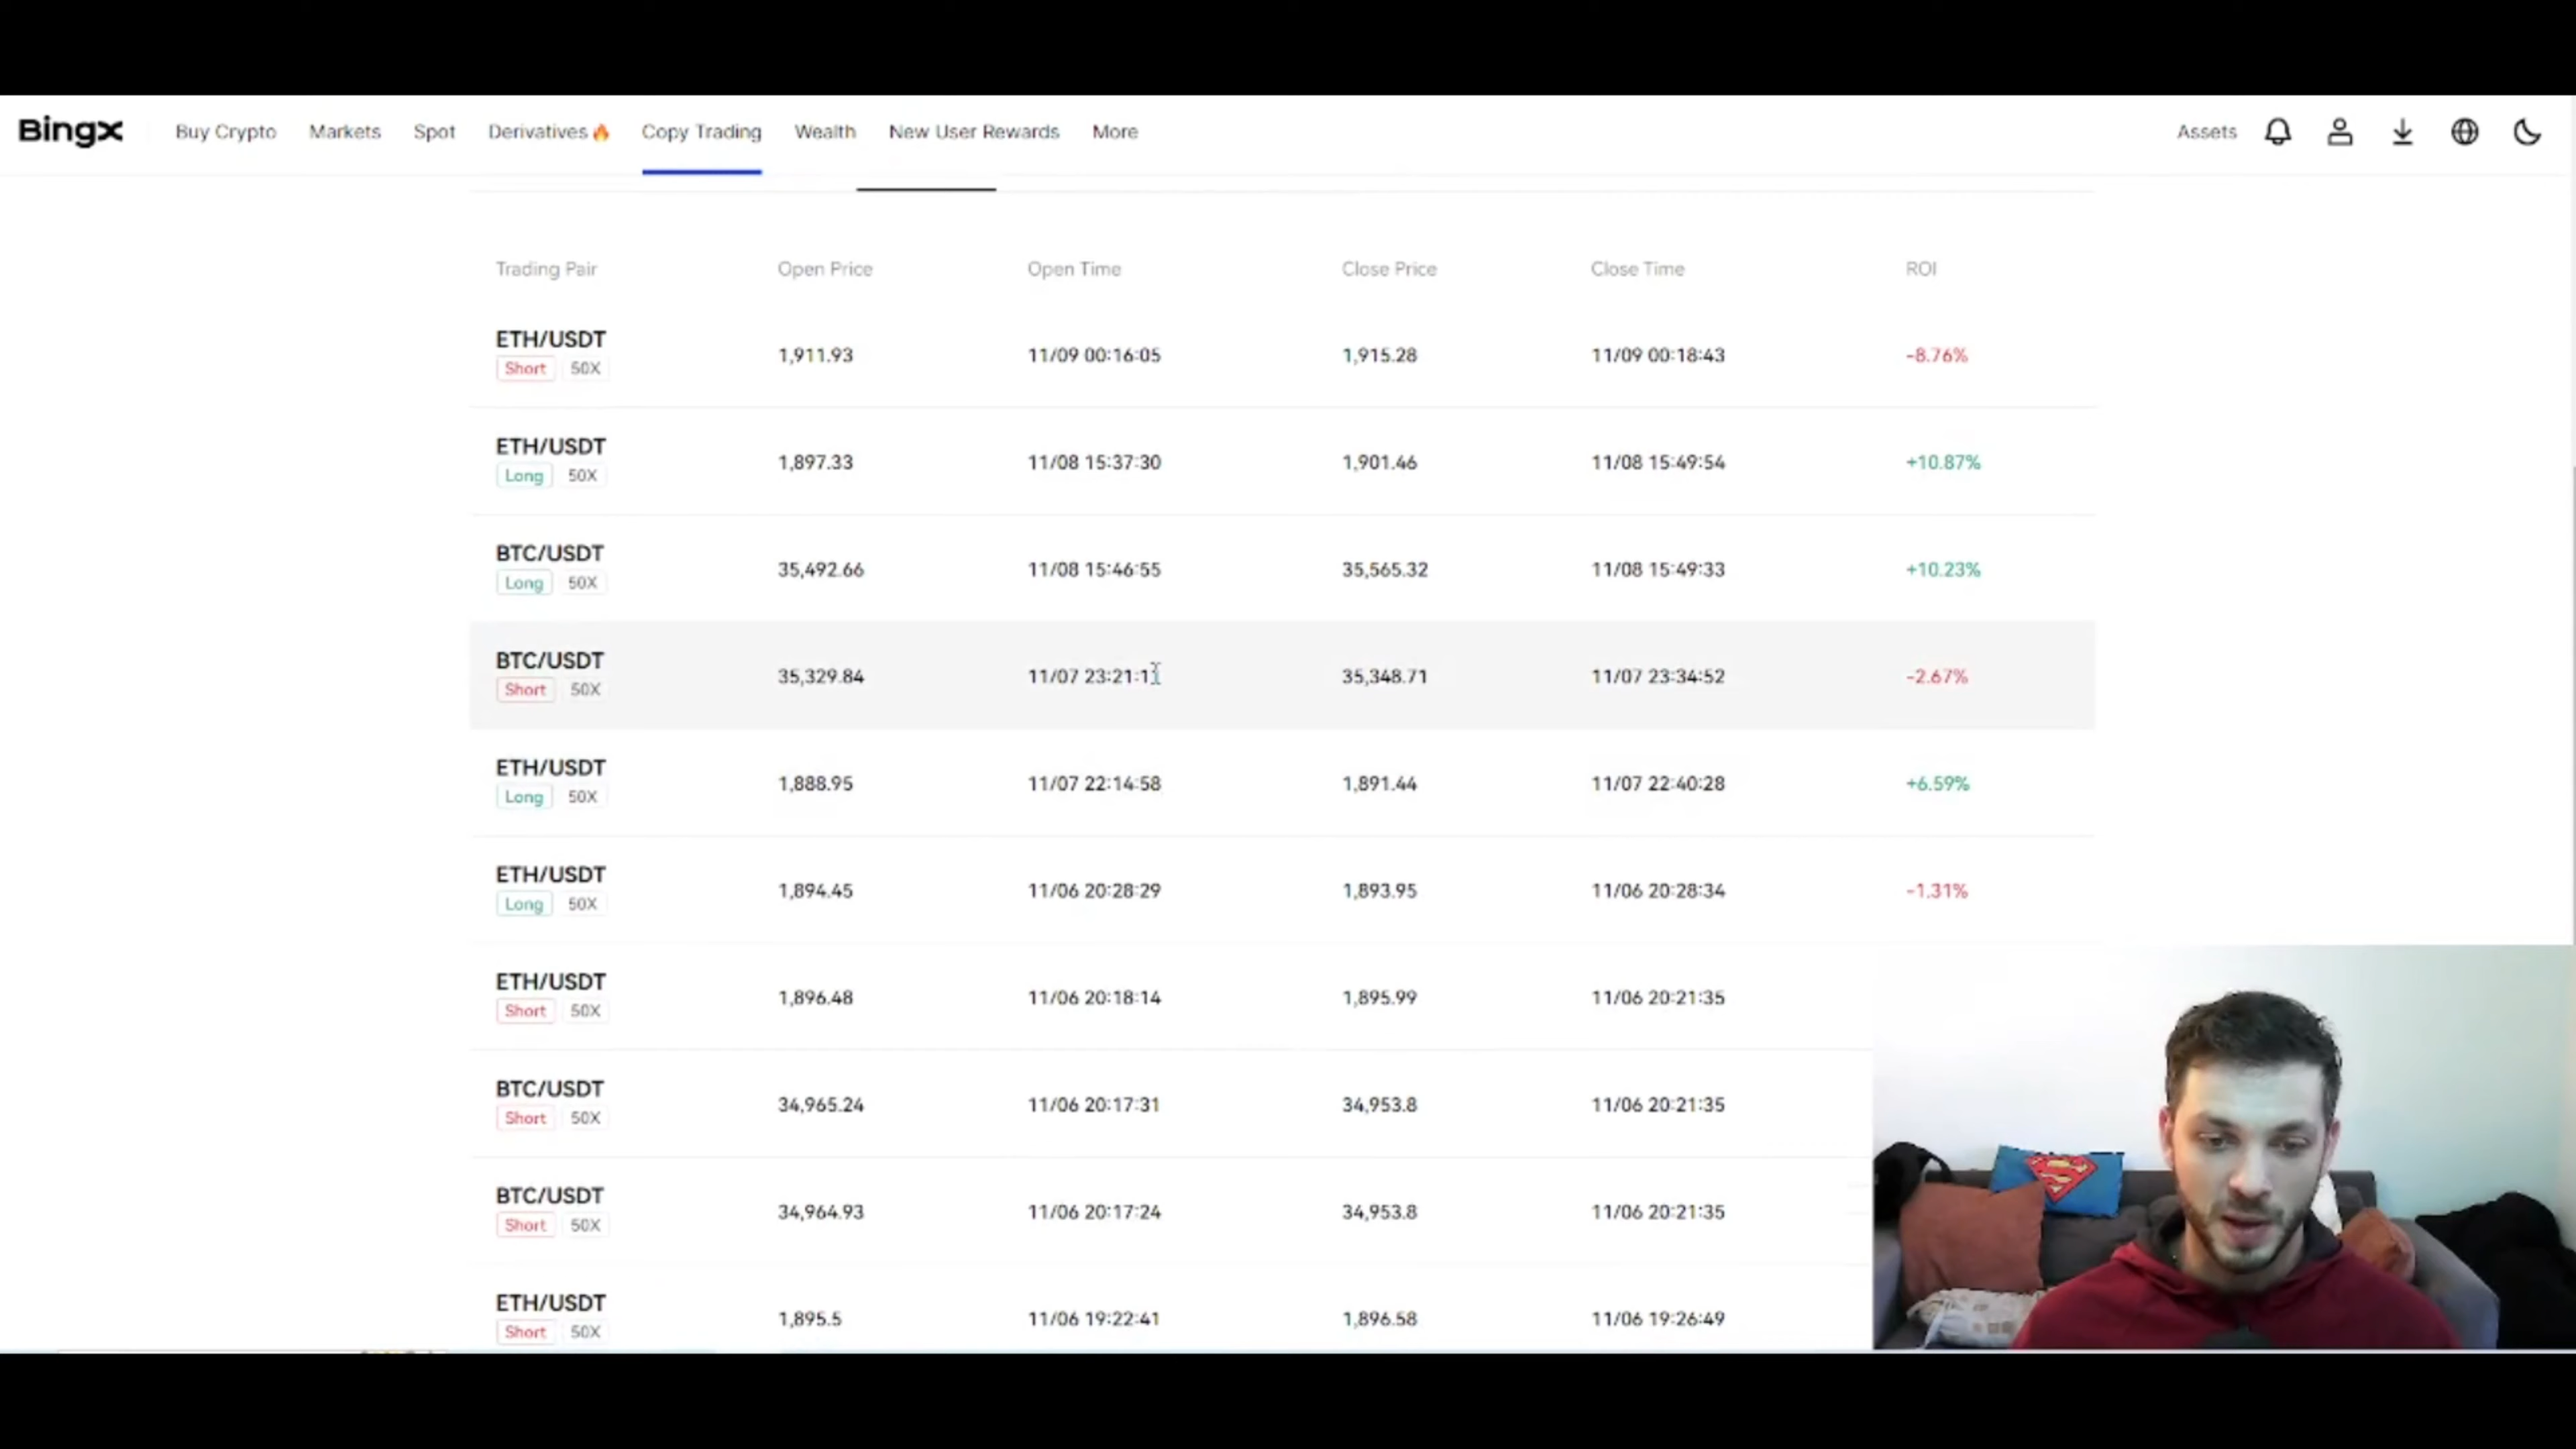 BingX Buy Crypto Markets Spot Derivatives Copy Trading Wealth New User Rewards More Assets
Trading Pair Open Price Open Time Close Price Close Time ROI
ETH/USDT
Short 50X 1,911.93 11/09 00:16:05 1,915.28 11/09 00:18:43 -8.76%
ETH/USDT
Long 50X 1,897.33 11/08 15:37:30 1,901.46 11/08 15:49:54 +10.87%
BTC/USDT
Long 50X 35,492.66 11/08 15:46:55 35,565.32 11/08 15:49:33 +10.23%
BTC/USDT
Short 50X 35,329.84 11/07 35,348.71 11/07 23:34:52 -2.67%
ETH/USDT
Long 50X 1,888.95 11/07 22:14:58 1,891.44 11/07 22:40:28 +6.59%
ETH/USDT
Long 50X 1,894.45 11/06 20:28:29 1,893.95 11/06 20:28:34 -1.31%
ETH/USDT
Short 50X 1,896.48 11/06 20:18:14 1,895.99 11/06 20:21:35
BTC/USDT
Short 50X 34,965.24 11/06 20:17:31 34,953.8 11/06 20:21:35
BTC/USDT
Short 50X 34,964.93 11/06 20:17:24 34,953.8 11/06 20:21:35
ETH/USDT
Short 50X 1,895.5 11/06 19:22:41 1,896.58 11/06 19:26:49